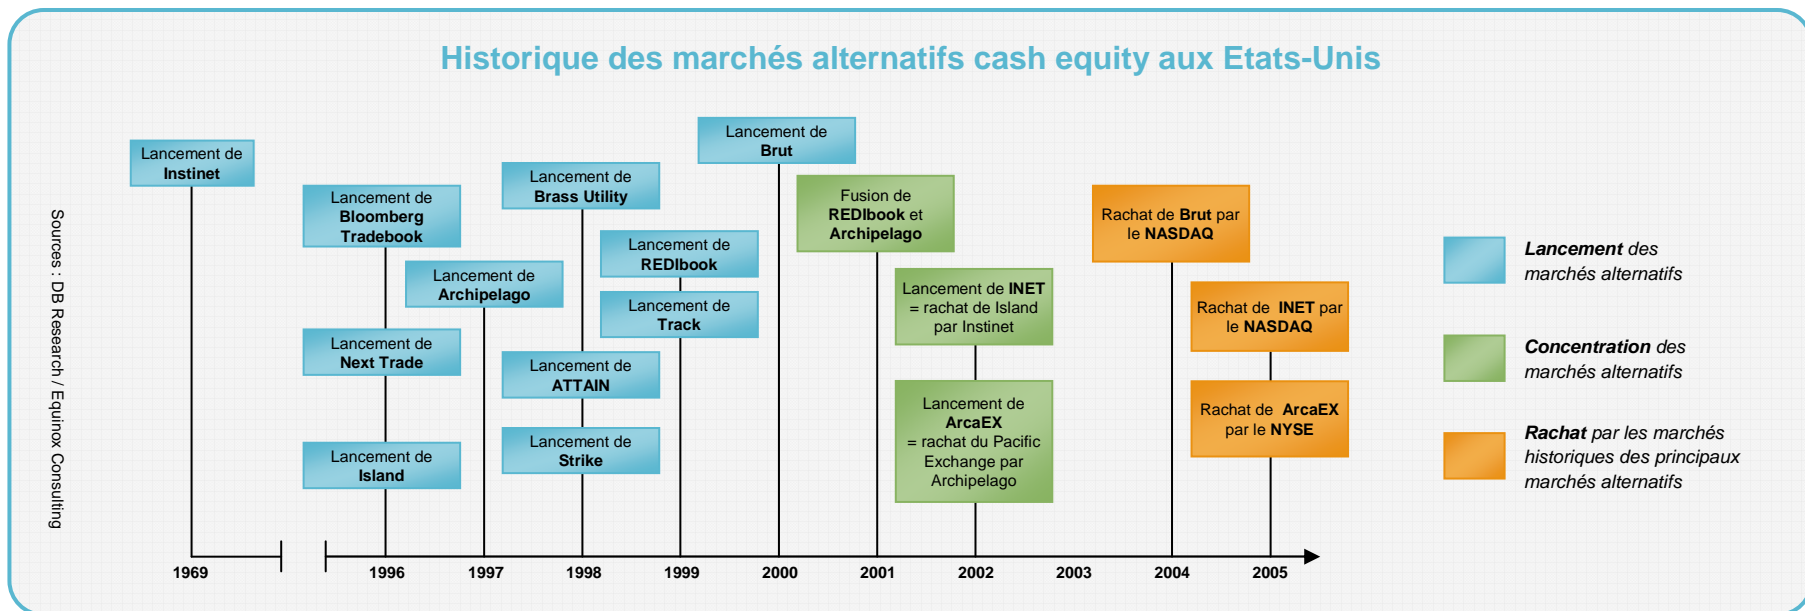 Historique des marchés alternatifs cash equity aux Etats-Unis
Sources : DB Research / Equinox Consulting
Lancement de
Instinet
Lancement de
Bloomberg
Tradebook
Lancement de
Next Trade
Lancement de
Island
Lancement de
Archipelago
Lancement de
Brass Utility
Lancement de
ATTAIN
Lancement de
Strike
Lancement de
REDIbook
Lancement de
Track
Lancement de
Brut
Fusion de
REDIbook et
Archipelago
Lancement de INET
= rachat de Island
par Instinet
Lancement de
ArcaEX
= rachat du Pacific
Exchange par
Archipelago
Rachat de Brut par
le NASDAQ
Rachat de INET par
le NASDAQ
Rachat de ArcaEX
par le NYSE
1969
1996
1997
1998
1999
2000
2001
2002
2003
2004
2005
Lancement des
marchés alternatifs
Concentration des
marchés alternatifs
Rachat par les marchés
historiques des principaux
marchés alternatifs